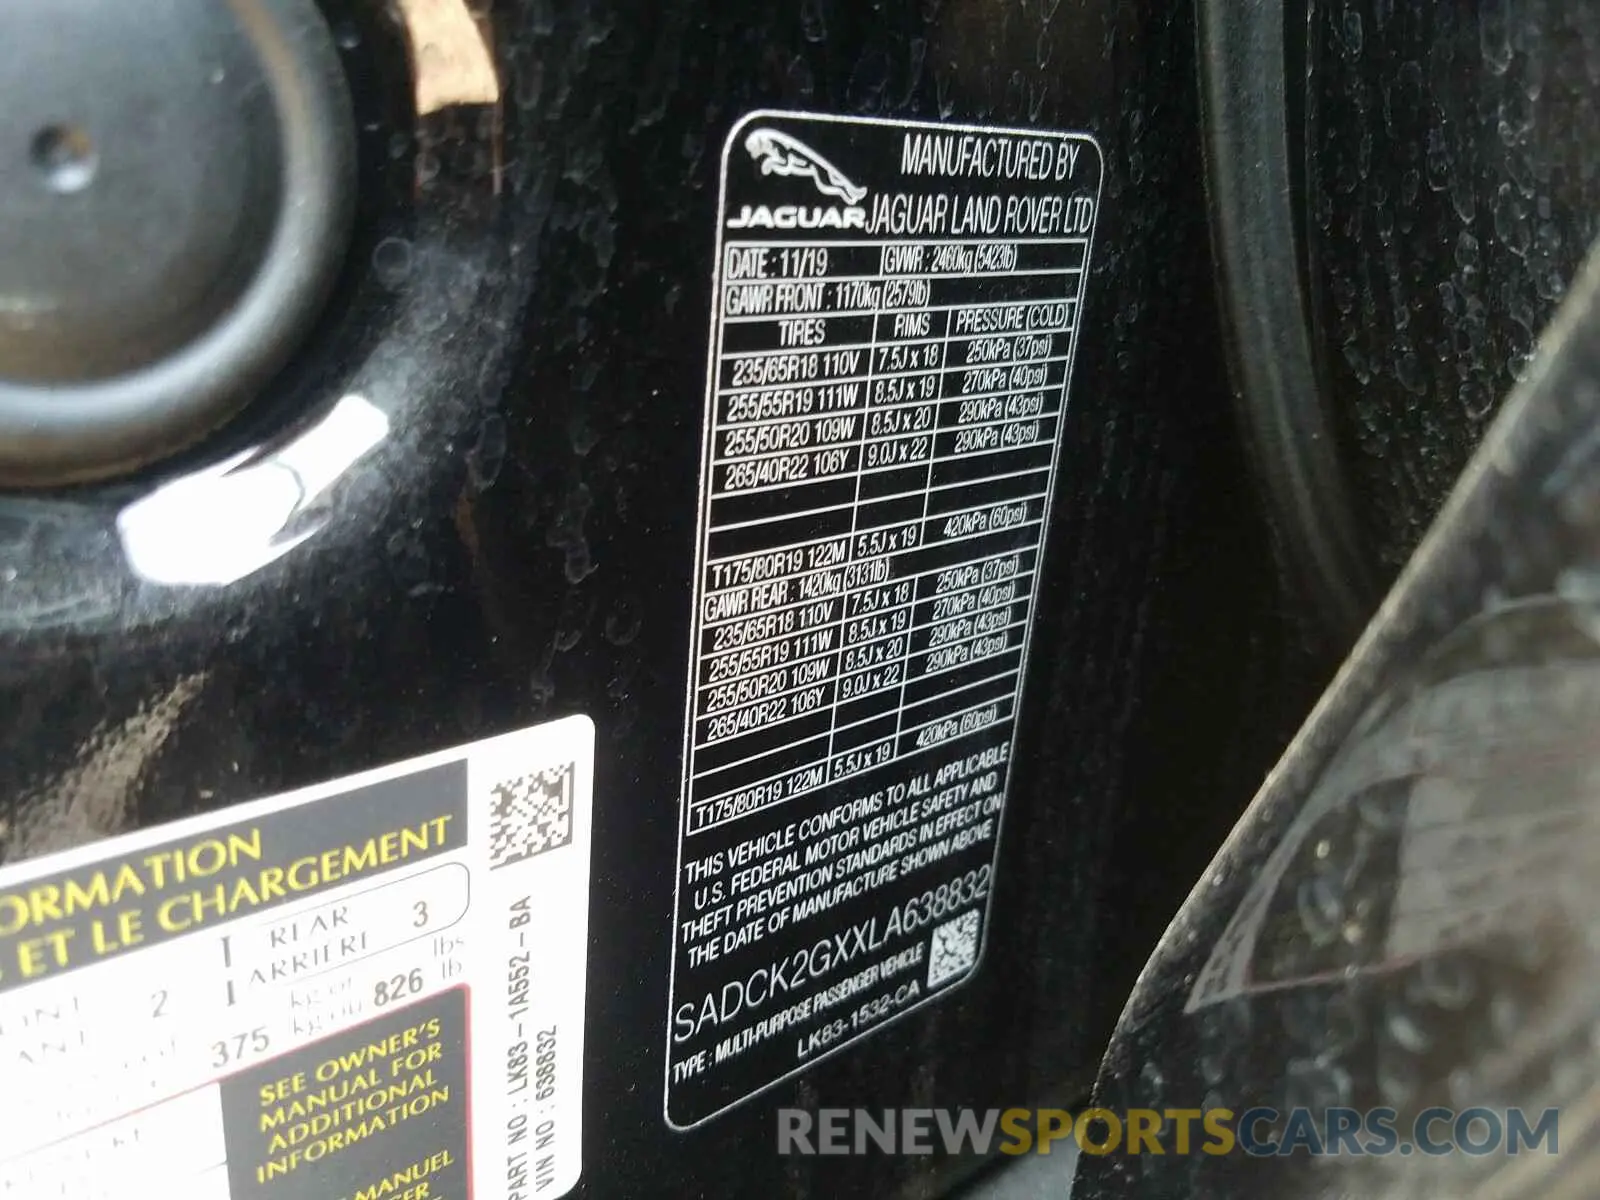 MANUFACTURED BY
JAGUAR JAGUAR LAND ROVER LTD
DATE : 11/19 GVWR : 2460kg (5423lb)
GAWR FRONT : 1170kg (2579lb)
TIRES RIMS PRESSURE (COLD)
235/65R18 110V 7.5J x 18 250kPa (37psi)
255/55R19 111W 8.5J x 19 270kPa (40psi)
255/50R20 109W 8.5J x 20 290kPa (43psi)
265/40R22 106Y 9.0J x 22 290kPa (43psi)
T175/80R19 122M 5.5J x 19 420kPa (60psi)
GAWR REAR : 1420kg (3131lb)
235/65R18 110V 7.5J x 18 250kPa (37psi)
255/55R19 111W 8.5J x 19 270kPa (40psi)
255/50R20 109W 8.5J x 20 290kPa (43psi)
265/40R22 106Y 9.0J x 22 290kPa (43psi)
T175/80R19 122M 5.5J x 19 420kPa (60psi)
THIS VEHICLE CONFORMS TO ALL APPLICABLE
U.S. FEDERAL MOTOR VEHICLE SAFETY AND
THEFT PREVENTION STANDARDS IN EFFECT ON
THE DATE OF MANUFACTURE SHOWN ABOVE
SADCK2GXXLA638832
TYPE : MULTI-PURPOSE PASSENGER VEHICLE
LK83-1532-CA
ORMATION
ET LE CHARGEMENT
2 REAR 3
ARRIÈRE
375 kg or lbs
kg ou 826 lb
SEE OWNER'S
MANUAL FOR
ADDITIONAL
INFORMATION
MANUEL
PART NO : LK83-1A552-BA
VIN NO : 638832
RENEWSPORTSCARS.COM